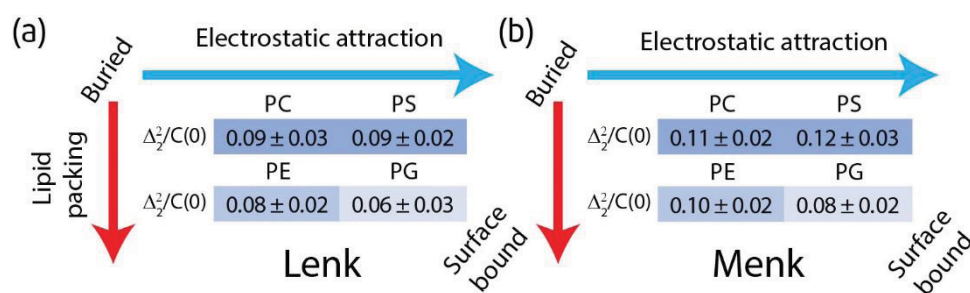 (a)
Electrostatic attraction
Buried
Lipid packing
PC PS
Δ₂²/C(0) 0.09 ± 0.03 0.09 ± 0.02
PE PG
Δ₂²/C(0) 0.08 ± 0.02 0.06 ± 0.03
Lenk
Surface bound
(b)
Electrostatic attraction
Buried
PC PS
Δ₂²/C(0) 0.11 ± 0.02 0.12 ± 0.03
PE PG
Δ₂²/C(0) 0.10 ± 0.02 0.08 ± 0.02
Menk
Surface bound